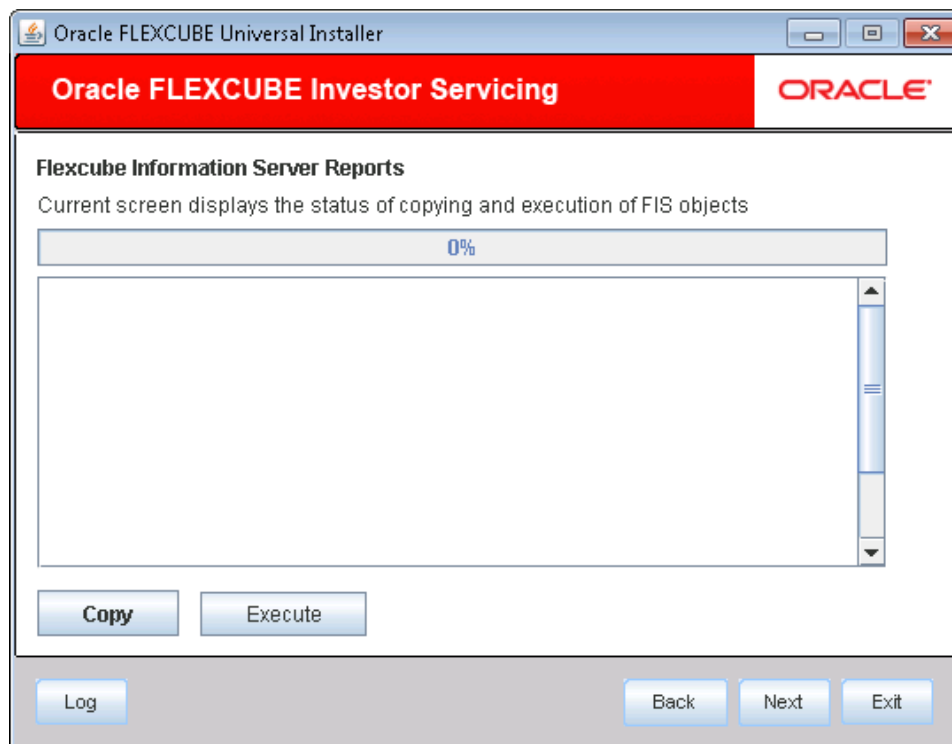 Oracle FLEXCUBE Universal Installer
Oracle FLEXCUBE Investor Servicing
ORACLE
Flexcube Information Server Reports
Current screen displays the status of copying and execution of FIS objects
0%
Copy Execute
Log Back Next Exit